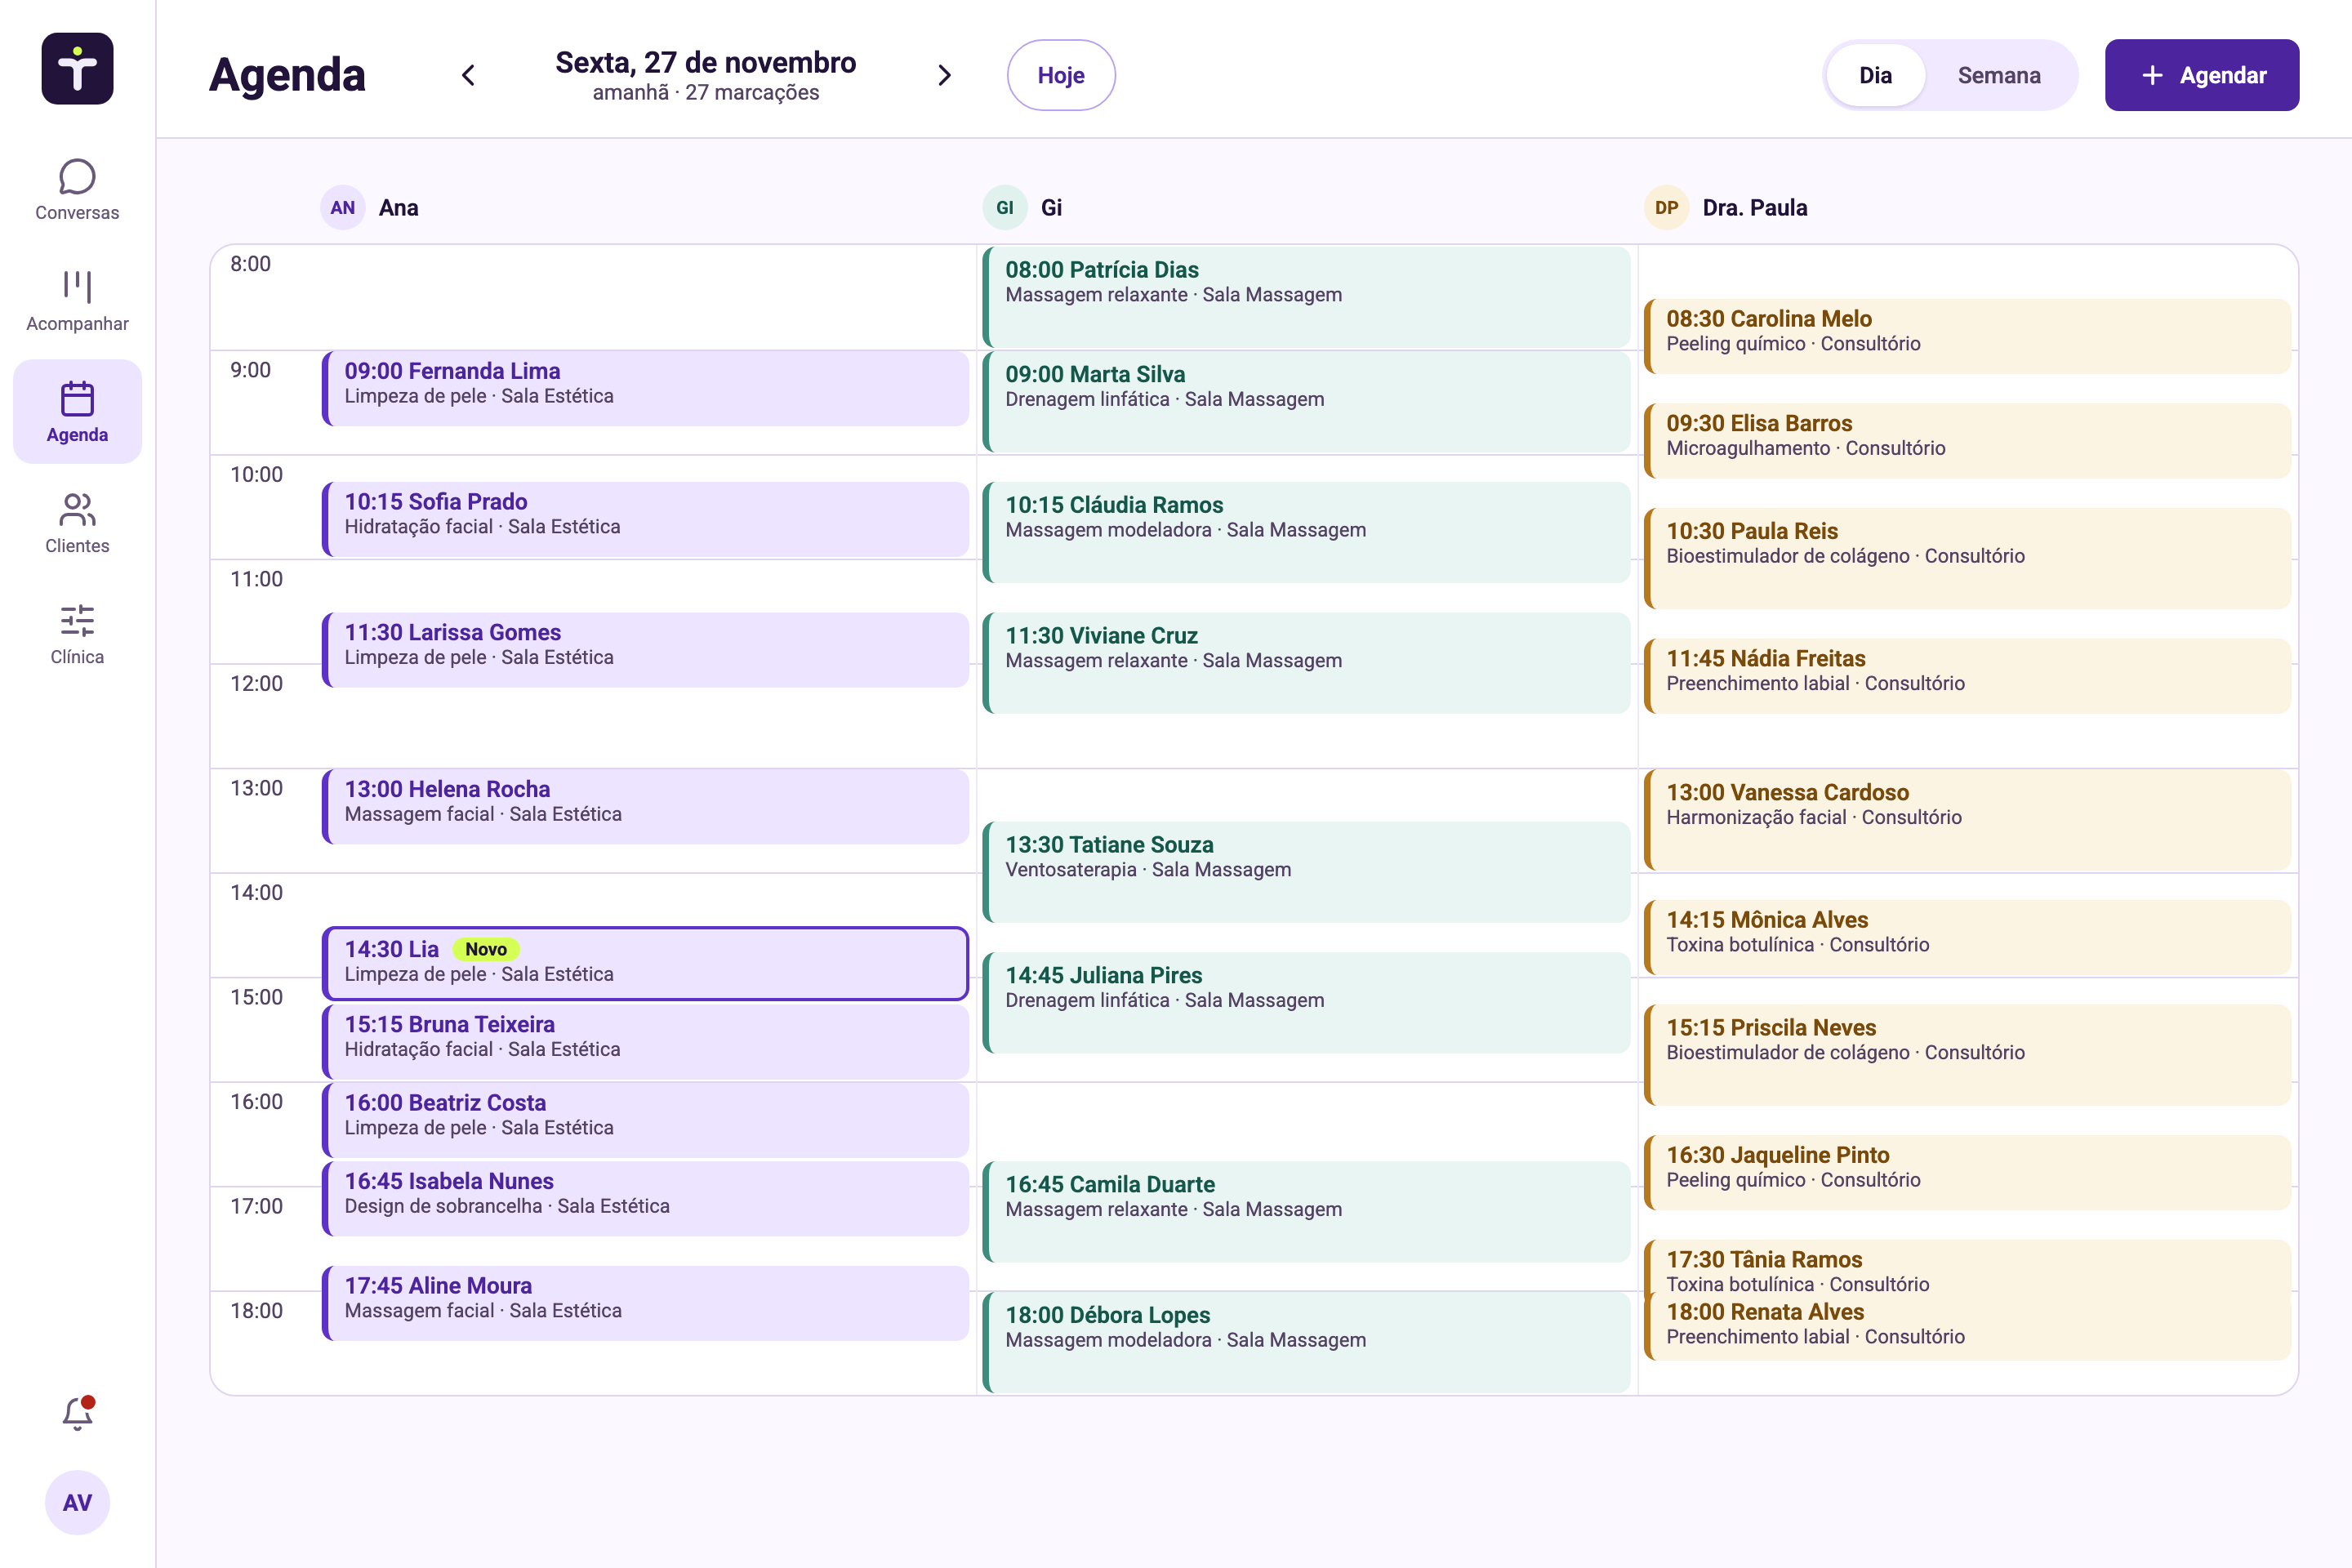 Agenda
Sexta, 27 de novembro
amanhã · 27 marcações
Hoje
Dia
Semana
+ Agendar
Conversas
Acompanhar
Agenda
Clientes
Clínica
AV
AN Ana
GI Gi
DP Dra. Paula
8:00
9:00
10:00
11:00
12:00
13:00
14:00
15:00
16:00
17:00
18:00
09:00 Fernanda Lima
Limpeza de pele · Sala Estética
10:15 Sofia Prado
Hidratação facial · Sala Estética
11:30 Larissa Gomes
Limpeza de pele · Sala Estética
13:00 Helena Rocha
Massagem facial · Sala Estética
14:30 Lia Novo
Limpeza de pele · Sala Estética
15:15 Bruna Teixeira
Hidratação facial · Sala Estética
16:00 Beatriz Costa
Limpeza de pele · Sala Estética
16:45 Isabela Nunes
Design de sobrancelha · Sala Estética
17:45 Aline Moura
Massagem facial · Sala Estética
08:00 Patrícia Dias
Massagem relaxante · Sala Massagem
09:00 Marta Silva
Drenagem linfática · Sala Massagem
10:15 Cláudia Ramos
Massagem modeladora · Sala Massagem
11:30 Viviane Cruz
Massagem relaxante · Sala Massagem
13:30 Tatiane Souza
Ventosaterapia · Sala Massagem
14:45 Juliana Pires
Drenagem linfática · Sala Massagem
16:45 Camila Duarte
Massagem relaxante · Sala Massagem
18:00 Débora Lopes
Massagem modeladora · Sala Massagem
08:30 Carolina Melo
Peeling químico · Consultório
09:30 Elisa Barros
Microagulhamento · Consultório
10:30 Paula Reis
Bioestimulador de colágeno · Consultório
11:45 Nádia Freitas
Preenchimento labial · Consultório
13:00 Vanessa Cardoso
Harmonização facial · Consultório
14:15 Mônica Alves
Toxina botulínica · Consultório
15:15 Priscila Neves
Bioestimulador de colágeno · Consultório
16:30 Jaqueline Pinto
Peeling químico · Consultório
17:30 Tânia Ramos
Toxina botulínica · Consultório
18:00 Renata Alves
Preenchimento labial · Consultório